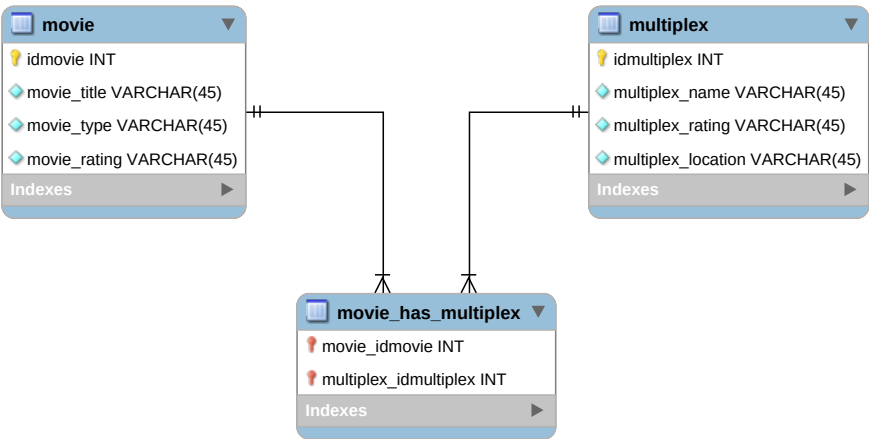 movie
idmovie INT
movie_title VARCHAR(45)
movie_type VARCHAR(45)
movie_rating VARCHAR(45)
Indexes
multiplex
idmultiplex INT
multiplex_name VARCHAR(45)
multiplex_rating VARCHAR(45)
multiplex_location VARCHAR(45)
Indexes
movie_has_multiplex
movie_idmovie INT
multiplex_idmultiplex INT
Indexes